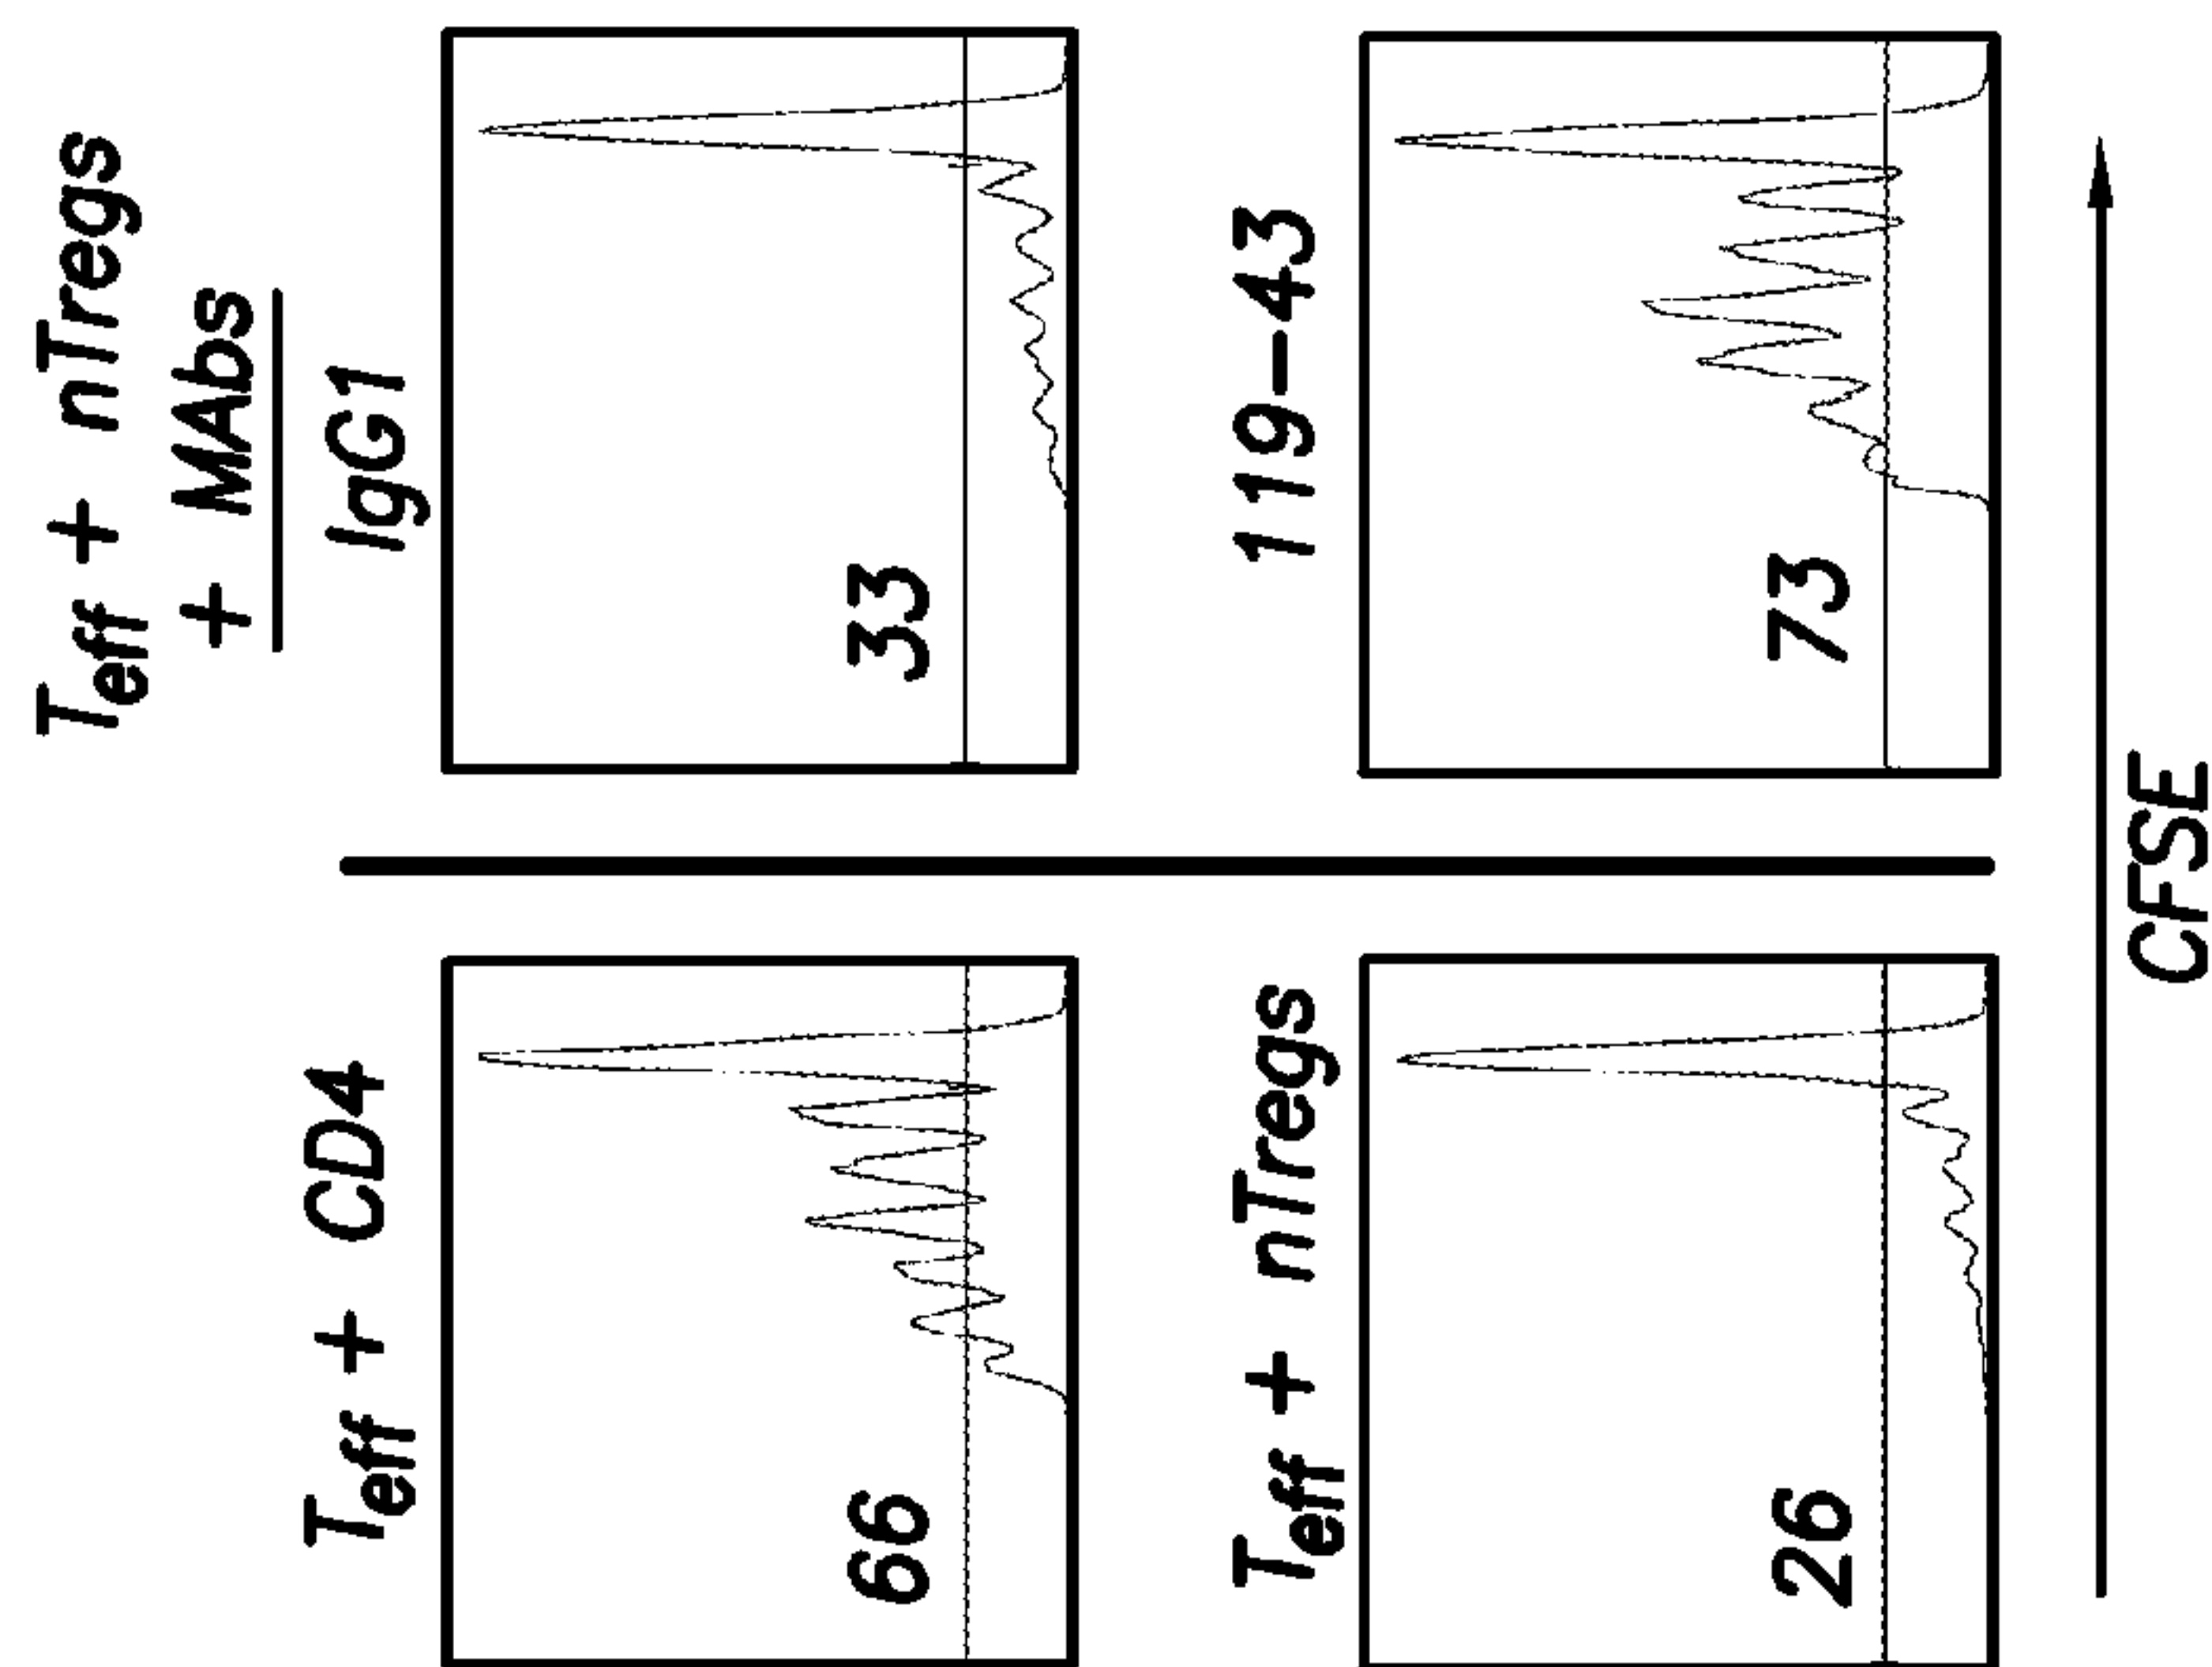 Teff + CD4
66
Teff + nTregs
26
Teff + nTregs
+ MAbs
IgG1
33
119-43
73
CFSE